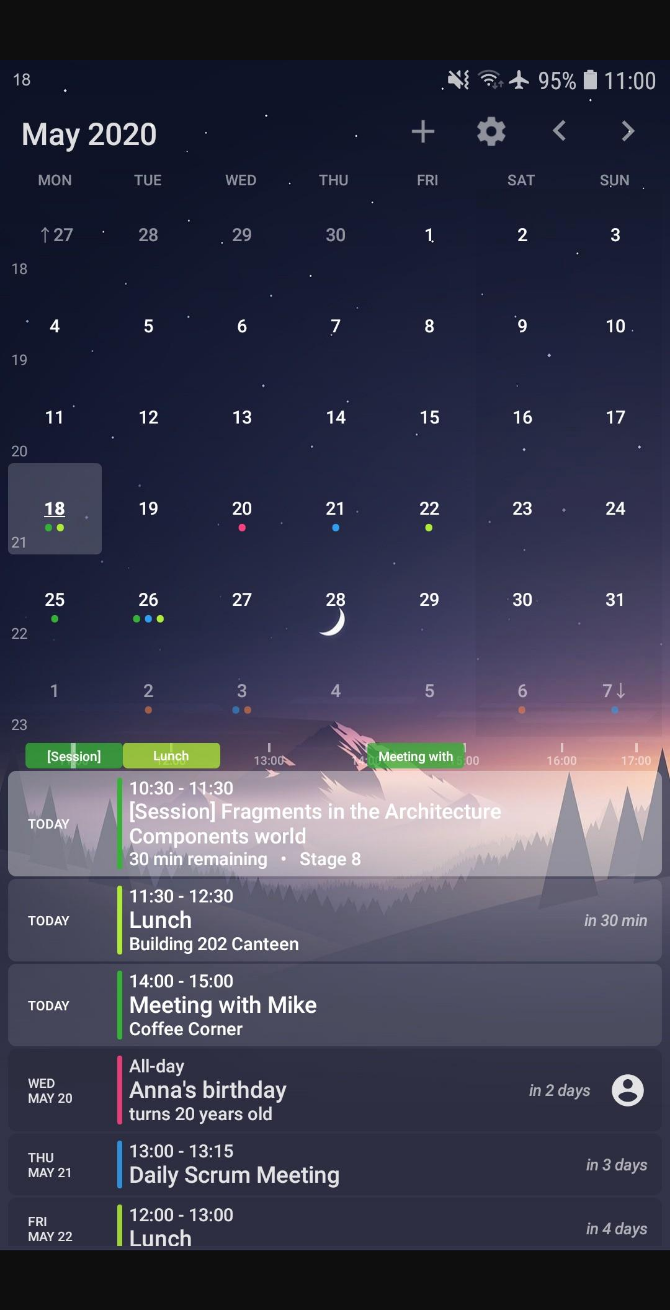 18 95% 11:00
May 2020
MON TUE WED THU FRI SAT SUN
↑27 28 29 30 1 2 3
18
4 5 6 7 8 9 10
19
11 12 13 14 15 16 17
20
18 19 20 21 22 23 24
21
25 26 27 28 29 30 31
22
1 2 3 4 5 6 7↓
23
[Session] Lunch 13:00 Meeting with 16:00 17:00
10:30 - 11:30
TODAY [Session] Fragments in the Architecture
Components world
30 min remaining • Stage 8
11:30 - 12:30
TODAY Lunch in 30 min
Building 202 Canteen
14:00 - 15:00
TODAY Meeting with Mike
Coffee Corner
All-day
WED
MAY 20
Anna's birthday in 2 days
turns 20 years old
THU
MAY 21
13:00 - 13:15
Daily Scrum Meeting in 3 days
FRI
MAY 22
12:00 - 13:00
Lunch in 4 days